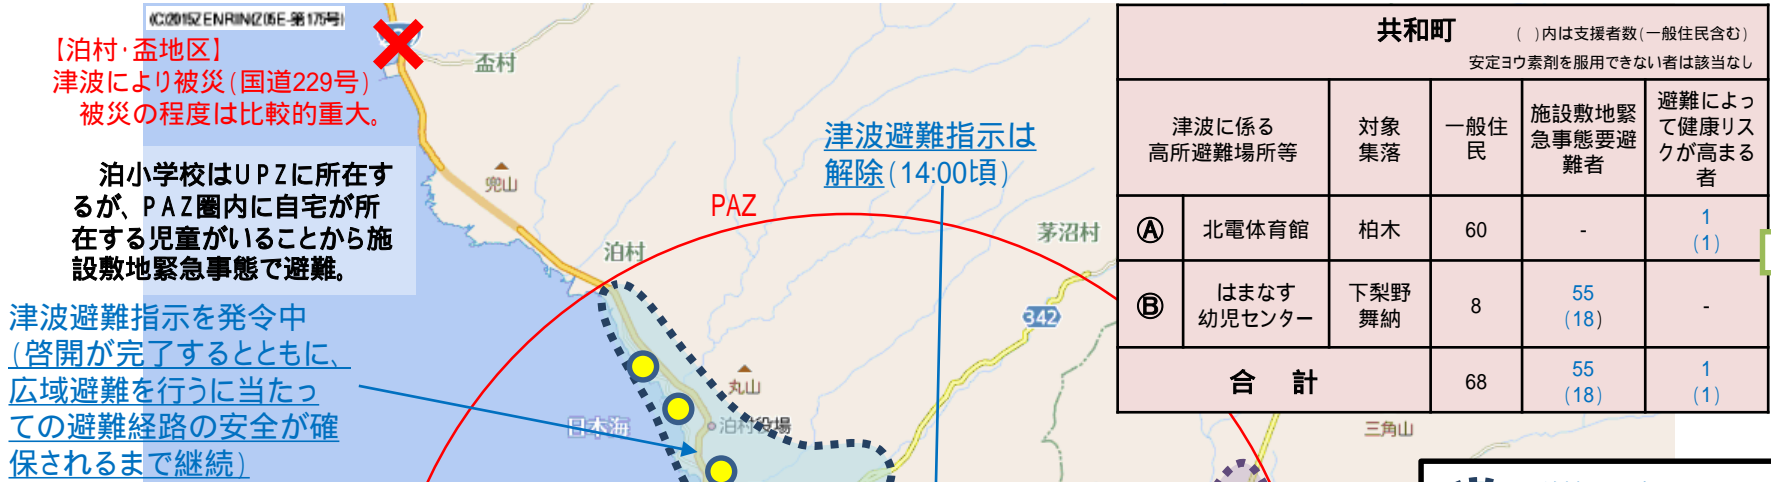 (C)2015ZENRIN(Z05E-第175号)
【泊村・盃地区】
津波により被災(国道229号)
被災の程度は比較的重大。
泊小学校はUPZに所在す
るが、PAZ圏内に自宅が所
在する児童がいることから施
設敷地緊急事態で避難。
津波避難指示を発令中
(啓開が完了するとともに、
広域避難を行うに当たっ
ての避難経路の安全が確
保されるまで継続)
盃村
兜山
泊村
PAZ
津波避難指示は
解除(14:00頃)
茅沼村
342
丸山
泊村役場
日本海
三角山
共和町
( )内は支援者数(一般住民含む)
安定ヨウ素剤を服用できない者は該当なし
津波に係る
高所避難場所等
対象
集落
一般住
民
施設敷地緊
急事態要避
難者
避難によっ
て健康リス
クが高まる
者
Ⓐ 北電体育館 柏木 60 - 1
(1)
Ⓑ はまなす
幼児センター 下梨野
舞納 8 55
(18) -
合 計 68 55
(18) 1
(1)